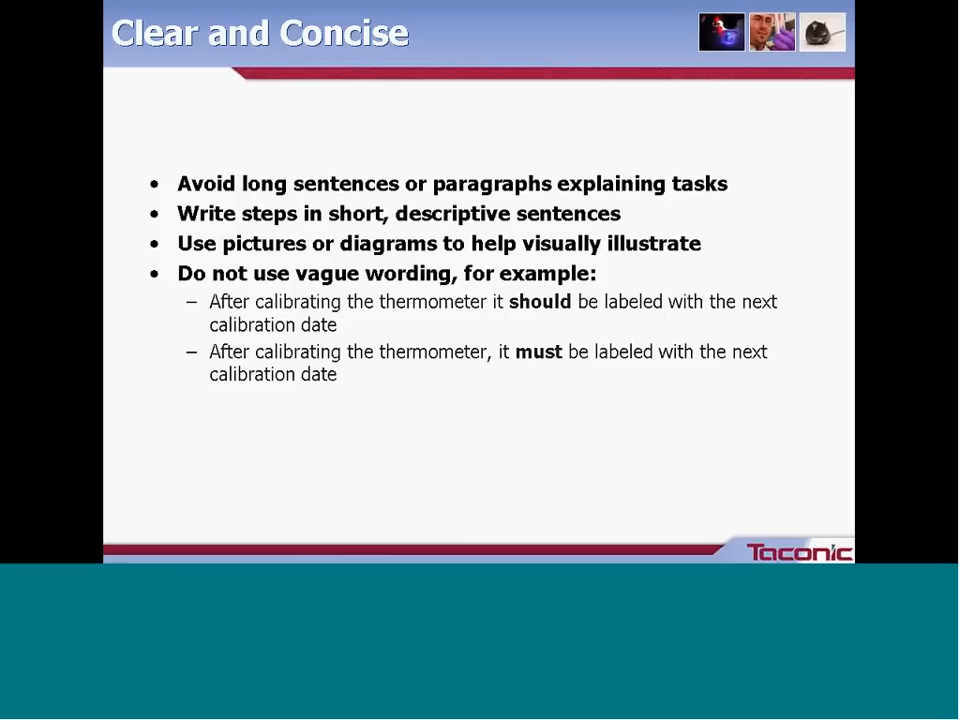 Clear and Concise
• Avoid long sentences or paragraphs explaining tasks
• Write steps in short, descriptive sentences
• Use pictures or diagrams to help visually illustrate
• Do not use vague wording, for example:
– After calibrating the thermometer it should be labeled with the next
calibration date
– After calibrating the thermometer, it must be labeled with the next
calibration date
Taconic